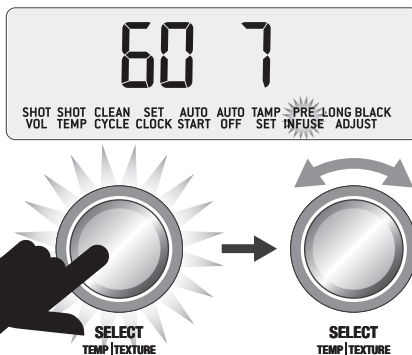 60 7
SHOT SHOT CLEAN SET AUTO AUTO TAMP PRE LONG BLACK
VOL TEMP CYCLE CLOCK START OFF SET INFUSE ADJUST
SELECT SELECT
TEMP|TEXTURE TEMP|TEXTURE